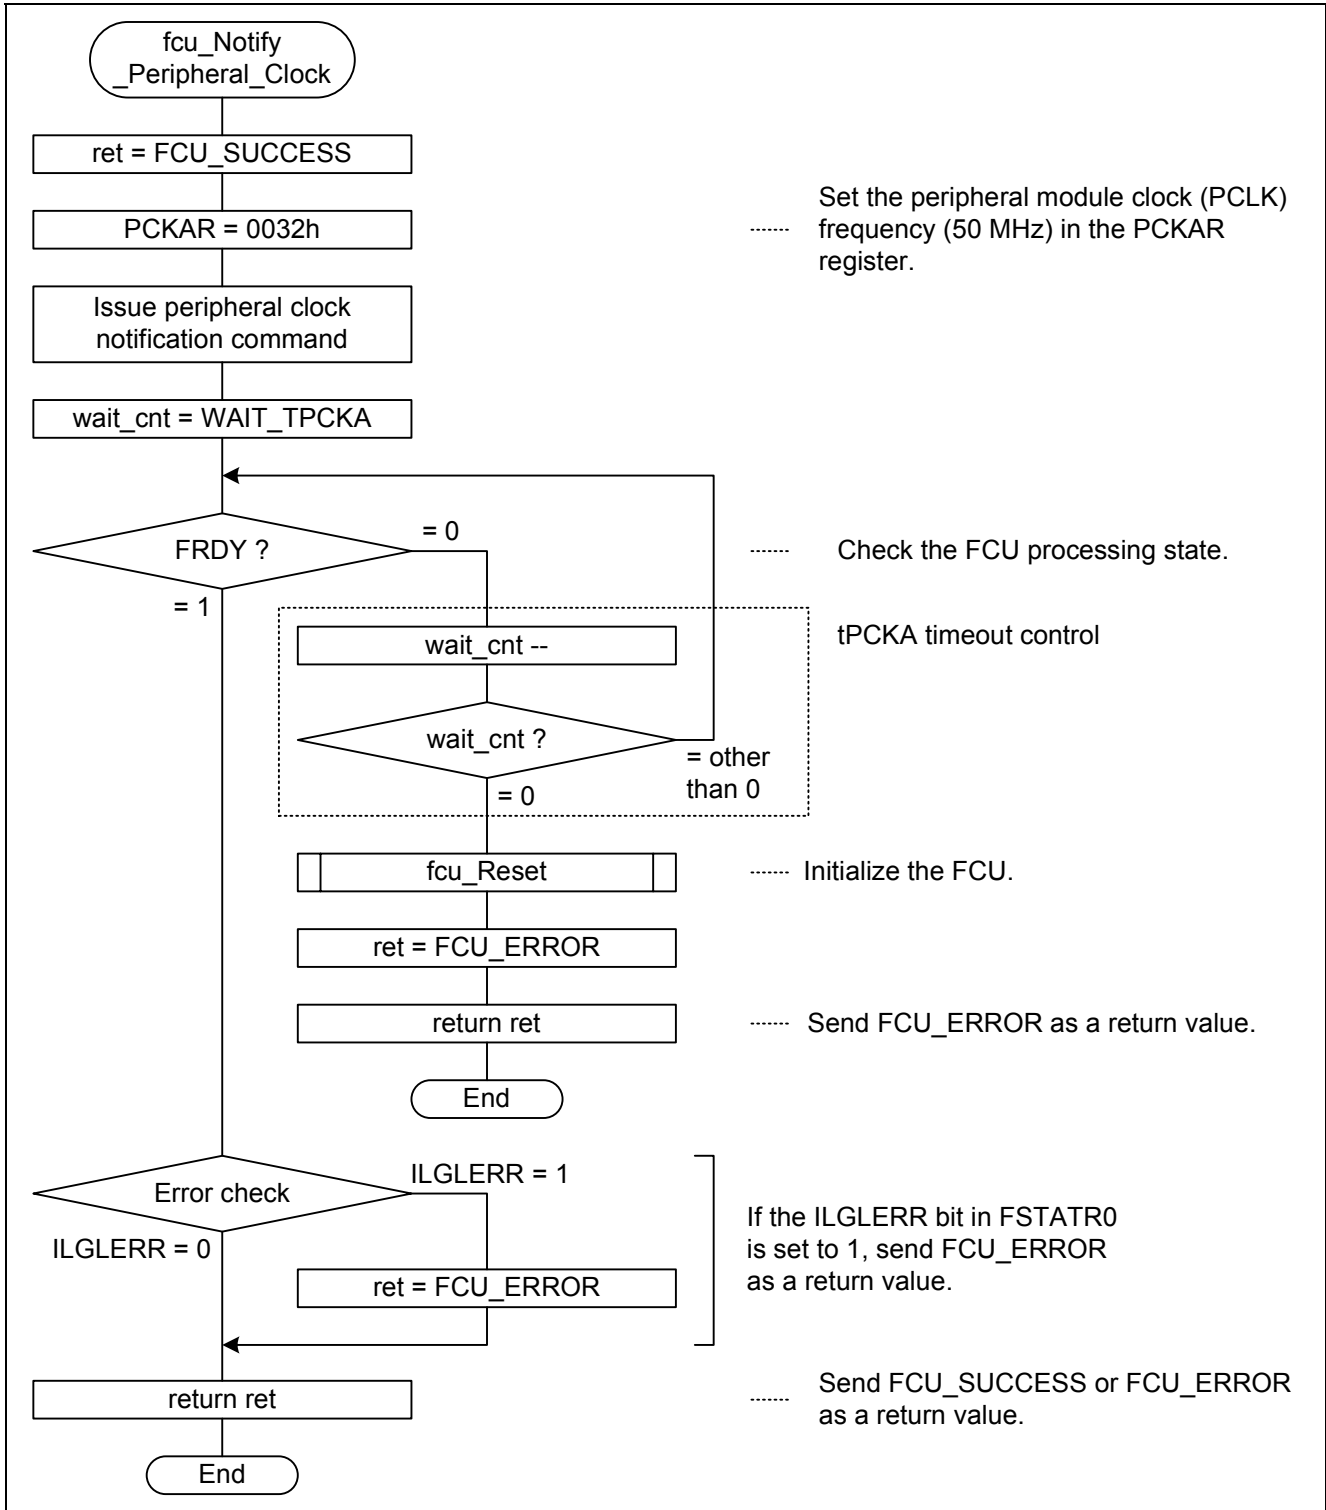 fcu_Notify
_Peripheral_Clock
ret = FCU_SUCCESS
PCKAR = 0032h
Set the peripheral module clock (PCLK)
frequency (50 MHz) in the PCKAR
register.
Issue peripheral clock
notification command
wait_cnt = WAIT_TPCKA
FRDY ?
= 0
Check the FCU processing state.
= 1
wait_cnt --
tPCKA timeout control
wait_cnt ?
= other
than 0
= 0
fcu_Reset
Initialize the FCU.
ret = FCU_ERROR
return ret
Send FCU_ERROR as a return value.
End
Error check
ILGLERR = 1
ILGLERR = 0
If the ILGLERR bit in FSTATR0
is set to 1, send FCU_ERROR
as a return value.
ret = FCU_ERROR
return ret
Send FCU_SUCCESS or FCU_ERROR
as a return value.
End